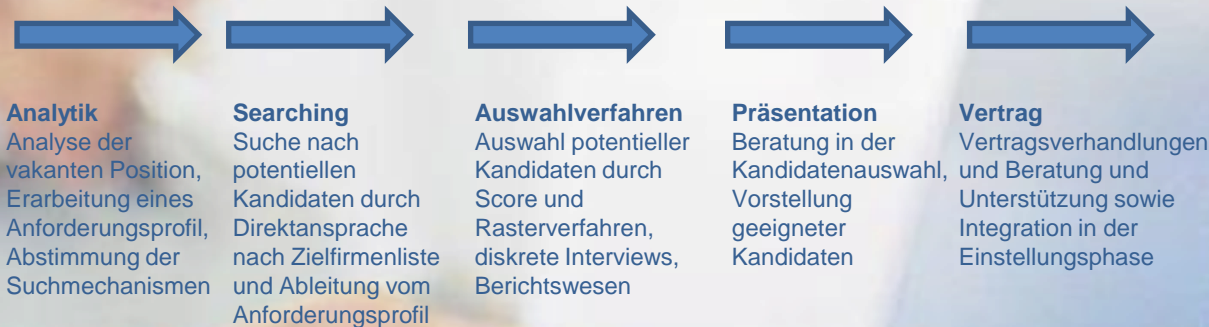 Analytik
Analyse der
vakanten Position,
Erarbeitung eines
Anforderungsprofil,
Abstimmung der
Suchmechanismen
Searching
Suche nach
potentiellen
Kandidaten durch
Direktansprache
nach Zielfirmenliste
und Ableitung vom
Anforderungsprofil
Auswahlverfahren
Auswahl potentieller
Kandidaten durch
Score und
Rasterverfahren,
diskrete Interviews,
Berichtswesen
Präsentation
Beratung in der
Kandidatenauswahl,
Vorstellung
geeigneter
Kandidaten
Vertrag
Vertragsverhandlungen
und Beratung und
Unterstützung sowie
Integration in der
Einstellungsphase